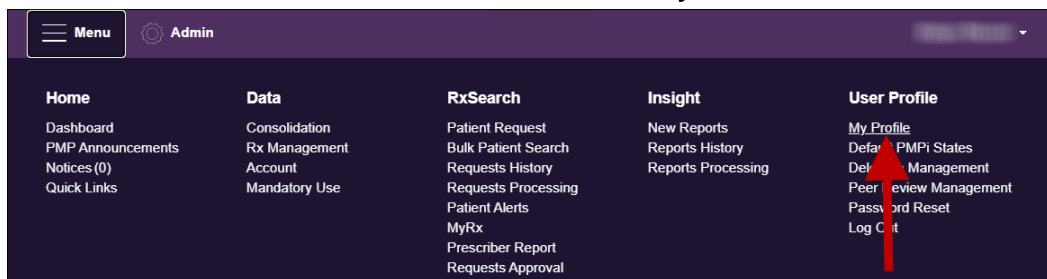 Menu Admin
Home
Dashboard
PMP Announcements
Notices (0)
Quick Links
Data
Consolidation
Rx Management
Account
Mandatory Use
RxSearch
Patient Request
Bulk Patient Search
Requests History
Requests Processing
Patient Alerts
MyRx
Prescriber Report
Requests Approval
Insight
New Reports
Reports History
Reports Processing
User Profile
My Profile
PMPi States
Management
Peer Review Management
Password Reset
Log Out